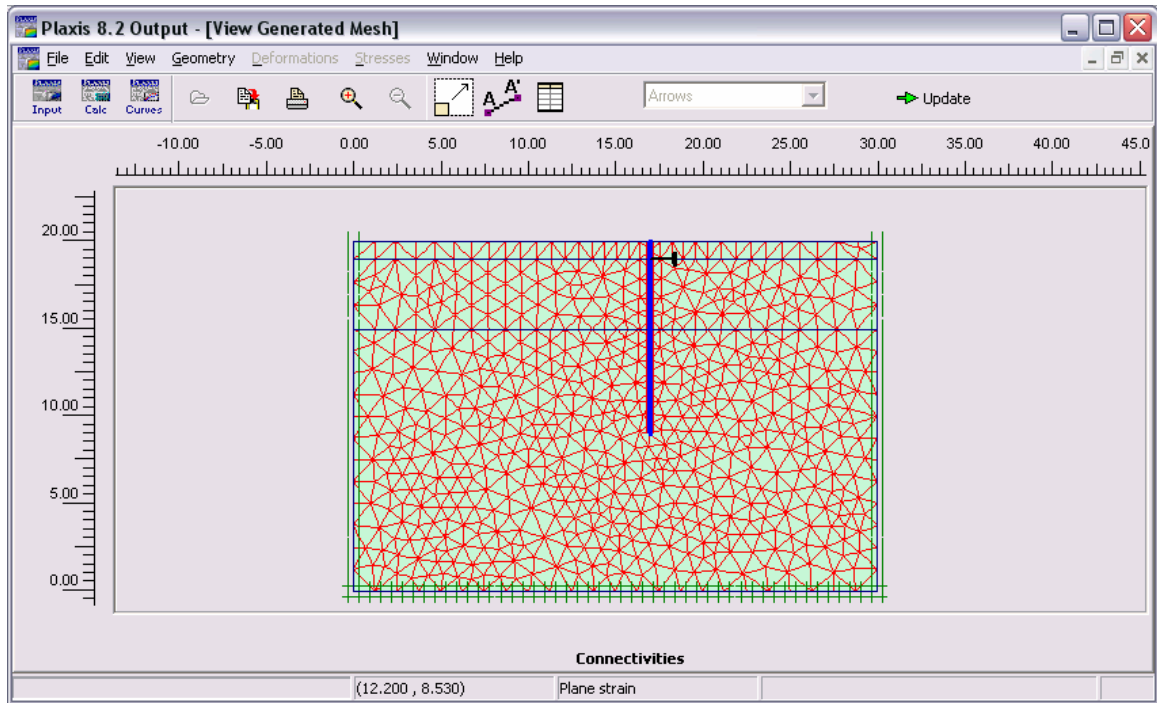 Plaxis 8.2 Output - [View Generated Mesh]
File Edit View Geometry Deformations Stresses Window Help
Input Calc Curves A A' Arrows Update
-10.00 -5.00 0.00 5.00 10.00 15.00 20.00 25.00 30.00 35.00 40.00 45.0
20.00
15.00
10.00
5.00
0.00
Connectivities
(12.200 , 8.530) Plane strain